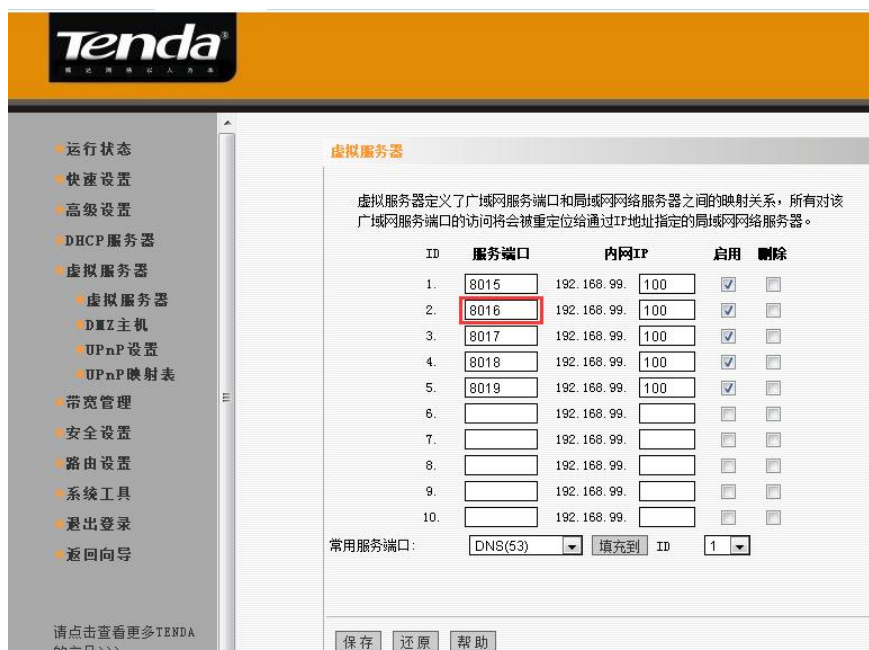 Tenda®
运行状态
快速设置
高级设置
DHCP服务器
虚拟服务器
虚拟服务器
DMZ主机
UPnP设置
UPnP映射表
带宽管理
安全设置
路由设置
系统工具
退出登录
返回向导
请点击查看更多TENDA
虚拟服务器
虚拟服务器定义了广域网服务端口和局域网网络服务器之间的映射关系，所有对该
广域网服务端口的访问将会被重定位给通过IP地址指定的局域网网络服务器。
ID 服务端口 内网IP 启用 删除
1. 8015 192.168.99. 100
2. 8016 192.168.99. 100
3. 8017 192.168.99. 100
4. 8018 192.168.99. 100
5. 8019 192.168.99. 100
6. 192.168.99.
7. 192.168.99.
8. 192.168.99.
9. 192.168.99.
10. 192.168.99.
常用服务端口: DNS(53) 填充到 ID 1
保存 还原 帮助